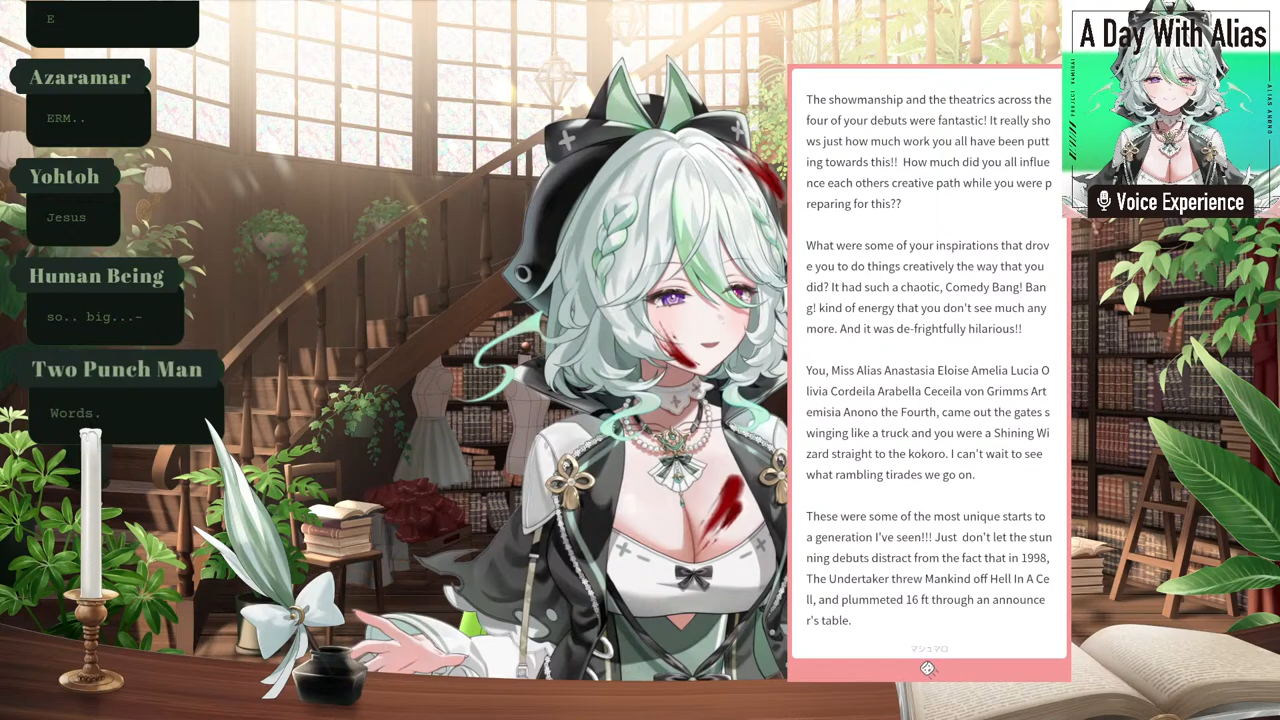 E
Azaramar
ERM..
Yohtoh
Jesus
Human Being
so.. big...~
Two Punch Man
Words.
The showmanship and the theatrics across the
four of your debuts were fantastic! It really sho
ws just how much work you all have been putt
ing towards this!!  How much did you all influe
nce each others creative path while you were p
reparing for this??
What were some of your inspirations that drov
e you to do things creatively the way that you
did? It had such a chaotic, Comedy Bang! Ban
g! kind of energy that you don't see much any
more. And it was de-frightfully hilarious!!
You, Miss Alias Anastasia Eloise Amelia Lucia O
livia Cordeila Arabella Ceceila von Grimms Art
emisia Anono the Fourth, came out the gates s
winging like a truck and you were a Shining Wi
zard straight to the kokoro. I can't wait to see
what rambling tirades we go on.
These were some of the most unique starts to
a generation I've seen!!! Just  don't let the stun
ning debuts distract from the fact that in 1998,
The Undertaker threw Mankind off Hell In A Ce
ll, and plummeted 16 ft through an announce
r's table.
マシュマロ
A Day With Alias
ALIAS ANONO
Voice Experience